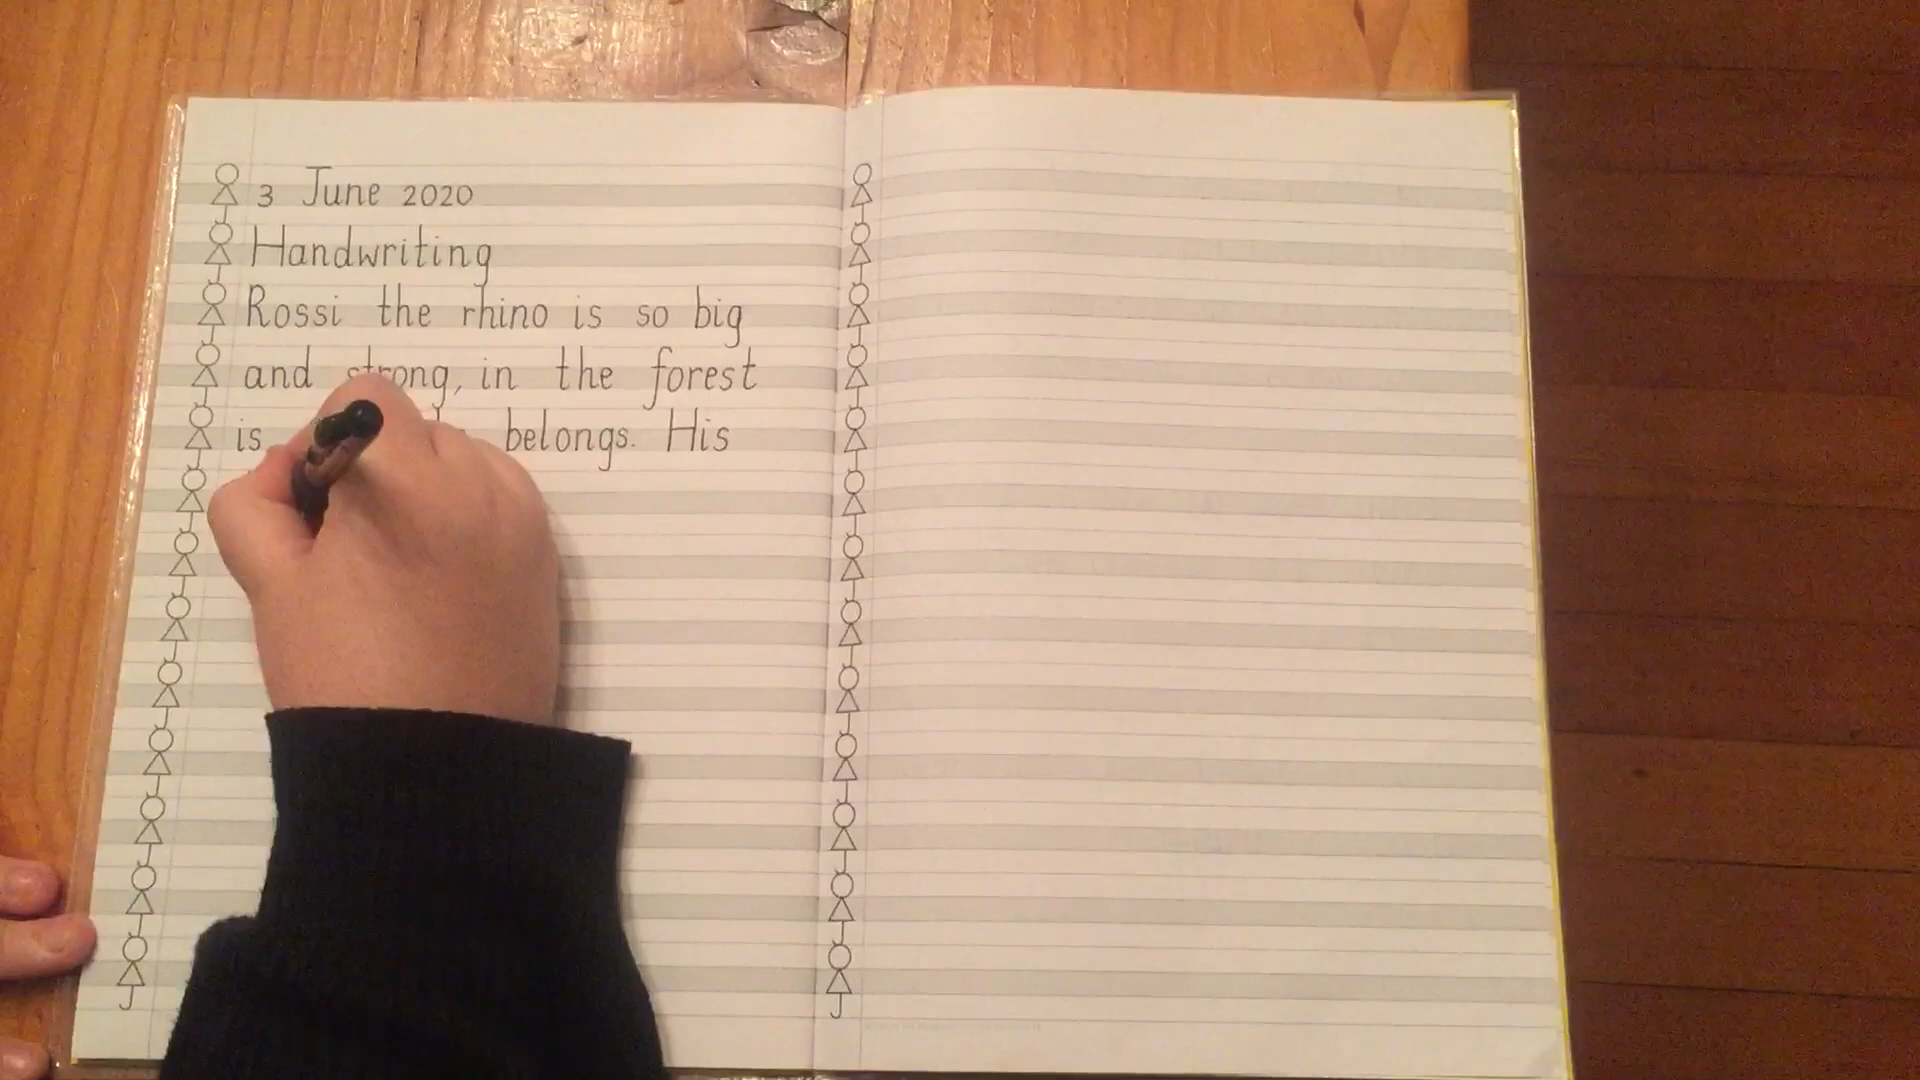 3 June 2020
Handwriting
Rossi the rhino is so big
and strong, in the forest
is belongs. His